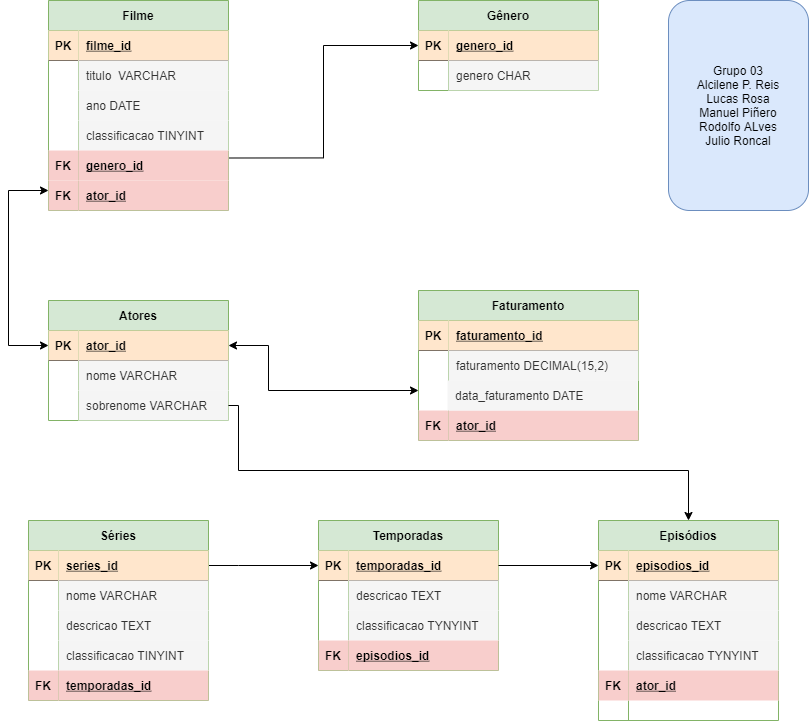 Filme
PK filme_id
titulo VARCHAR
ano DATE
classificacao TINYINT
FK genero_id
FK ator_id
Gênero
PK genero_id
genero CHAR
Grupo 03
Alcilene P. Reis
Lucas Rosa
Manuel Piñero
Rodolfo ALves
Julio Roncal
Atores
PK ator_id
nome VARCHAR
sobrenome VARCHAR
Faturamento
PK faturamento_id
faturamento DECIMAL(15,2)
data_faturamento DATE
FK ator_id
Séries
PK series_id
nome VARCHAR
descricao TEXT
classificacao TINYINT
FK temporadas_id
Temporadas
PK temporadas_id
descricao TEXT
classificacao TYNYINT
FK episodios_id
Episódios
PK episodios_id
nome VARCHAR
descricao TEXT
classificacao TYNYINT
FK ator_id